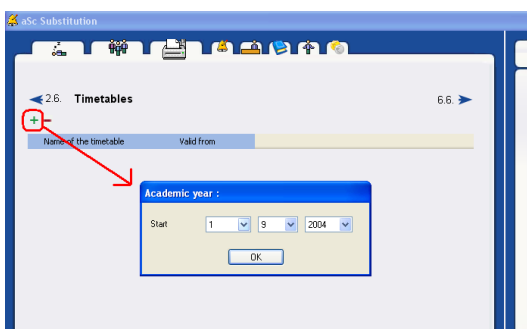 aSc Substitution
2.6. Timetables 6.6.
Name of the timetable Valid from
Academic year :
Start 1 9 2004
OK